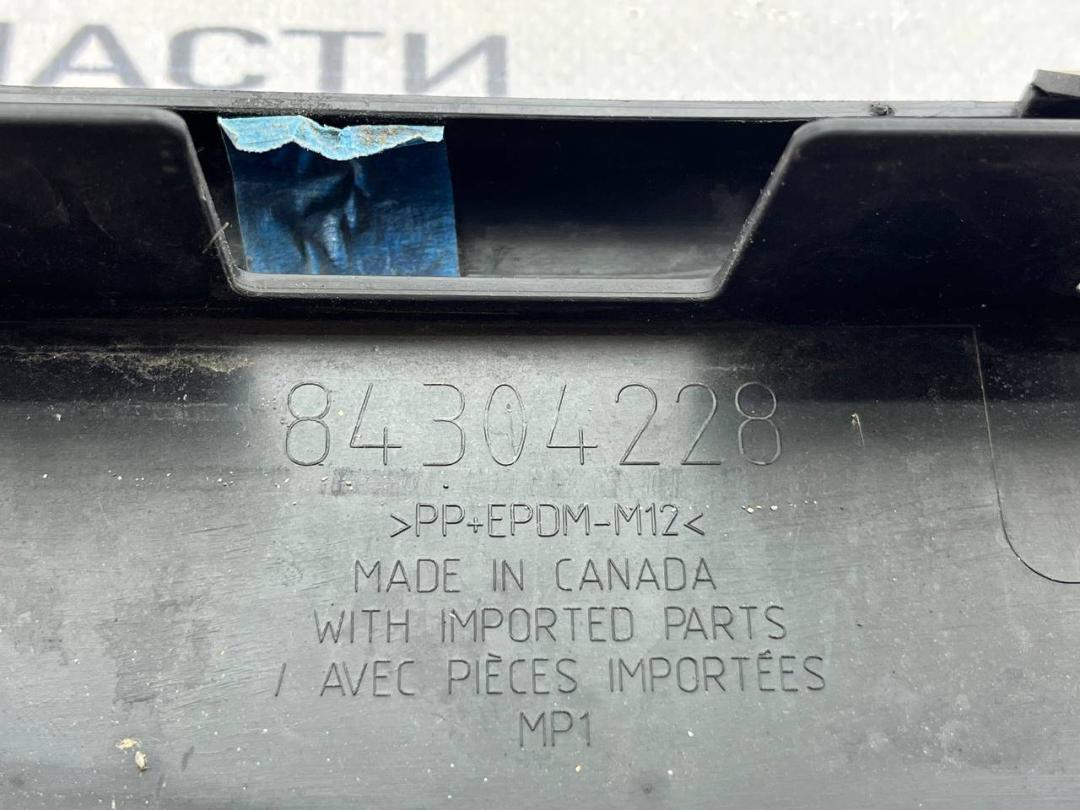 ЧАСТИ
84304228
>PP+EPDM-M12<
MADE IN CANADA
WITH IMPORTED PARTS
/ AVEC PIÈCES IMPORTÉES
MP1